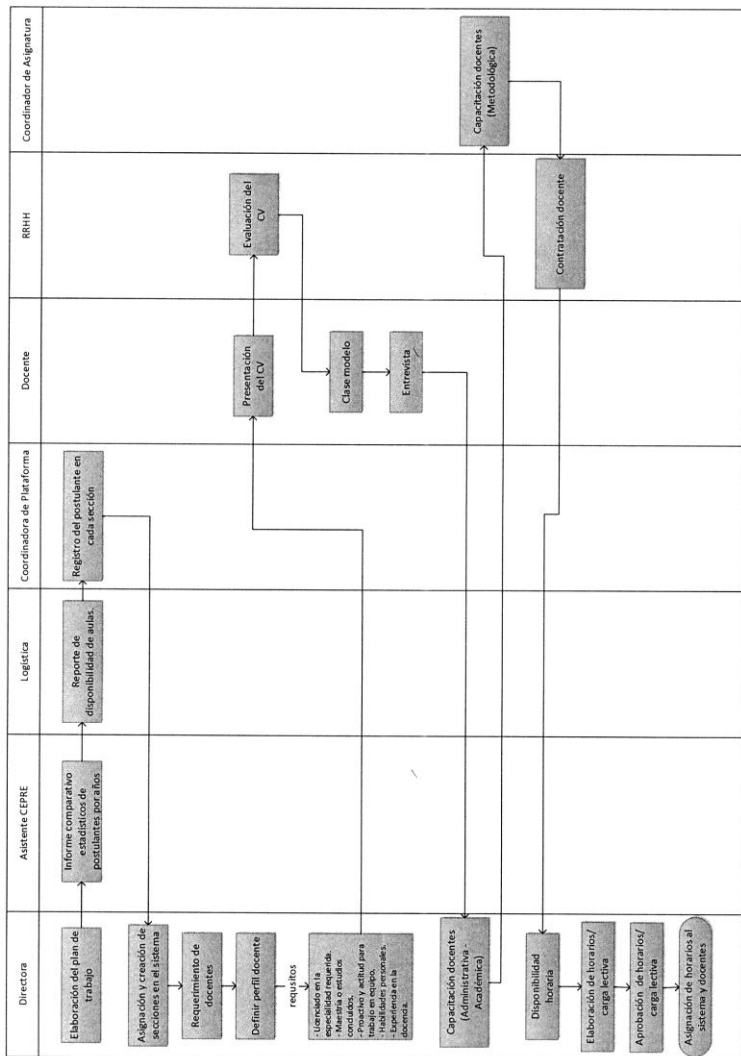 Directora
Asistente CEPRE
Logística
Coordinadora de Plataforma
Docente
RRHH
Coordinador de Asignatura
Elaboración del plan de
trabajo
Informe comparativo
estadísticos de
postulantes por años
Reporte de
disponibilidad de aulas.
Registro del postulante en
cada sección
Asignación y creación de
secciones en el sistema
Requerimiento de
docentes
Definir perfil docente
requsitos
- Licenciado en la
especialidad requerida.
- Maestria o estudios
concluidos,
- Proactivo y actitud para
trabajo en equipo.
- Habilidades personales.
- Experiencia en la
docencia.
Presentación
del CV
Evaluación del
CV
Clase modelo
Entrevista
Capacitación docentes
(Administrativa -
Académica)
Capacitación docentes
(Metodológica)
Contratación docente
Disponibilidad
horaria
Elaboración de horarios/
carga lectiva
Aprobación de horarios/
carga lectiva
Asignación de horarios al
sistema y docentes